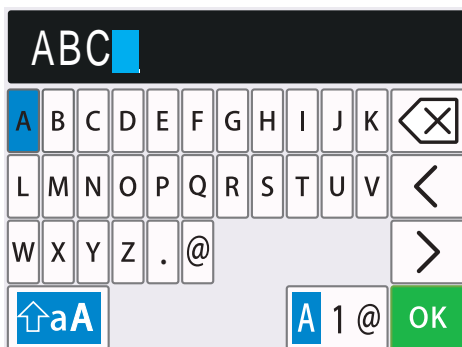 ABC
A B C D E F G H I J K
L M N O P Q R S T U V
W X Y Z . @
aA A 1 @ OK